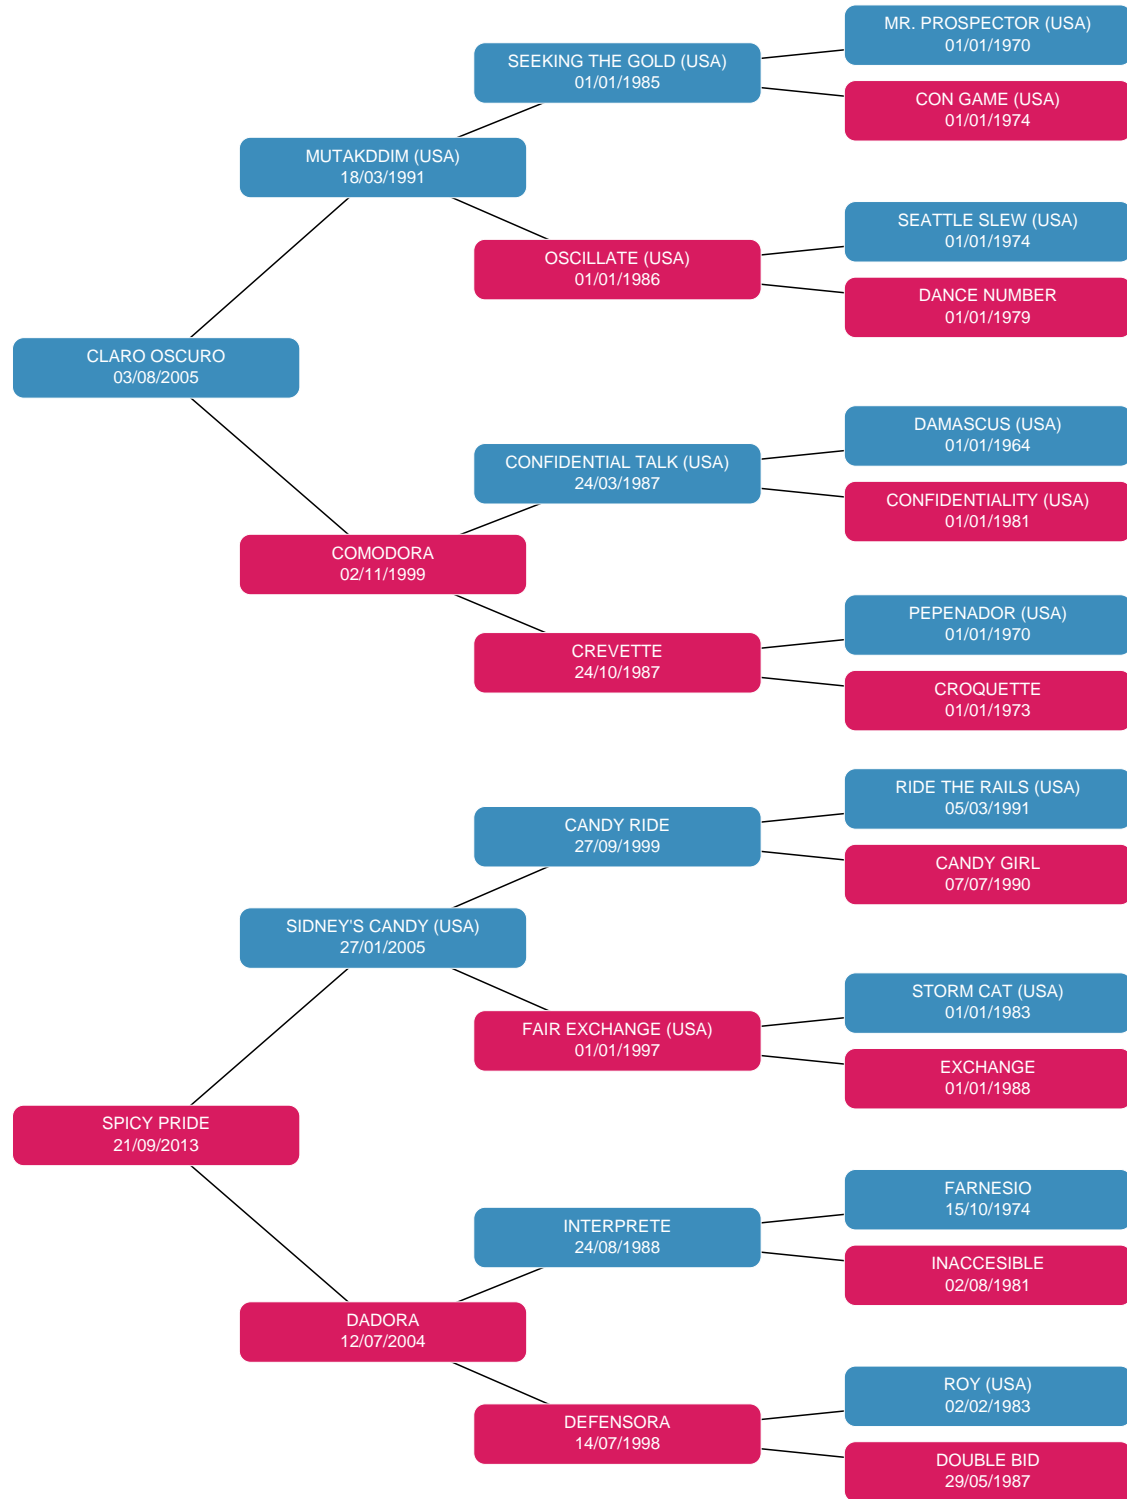 MR. PROSPECTOR (USA)
01/01/1970
SEEKING THE GOLD (USA)
01/01/1985
CON GAME (USA)
01/01/1974
MUTAKDDIM (USA)
18/03/1991
SEATTLE SLEW (USA)
01/01/1974
OSCILLATE (USA)
01/01/1986
DANCE NUMBER
01/01/1979
CLARO OSCURO
03/08/2005
DAMASCUS (USA)
01/01/1964
CONFIDENTIAL TALK (USA)
24/03/1987
CONFIDENTIALITY (USA)
01/01/1981
COMODORA
02/11/1999
PEPENADOR (USA)
01/01/1970
CREVETTE
24/10/1987
CROQUETTE
01/01/1973
RIDE THE RAILS (USA)
05/03/1991
CANDY RIDE
27/09/1999
CANDY GIRL
07/07/1990
SIDNEY'S CANDY (USA)
27/01/2005
STORM CAT (USA)
01/01/1983
FAIR EXCHANGE (USA)
01/01/1997
EXCHANGE
01/01/1988
SPICY PRIDE
21/09/2013
FARNESIO
15/10/1974
INTERPRETE
24/08/1988
INACCESIBLE
02/08/1981
DADORA
12/07/2004
ROY (USA)
02/02/1983
DEFENSORA
14/07/1998
DOUBLE BID
29/05/1987